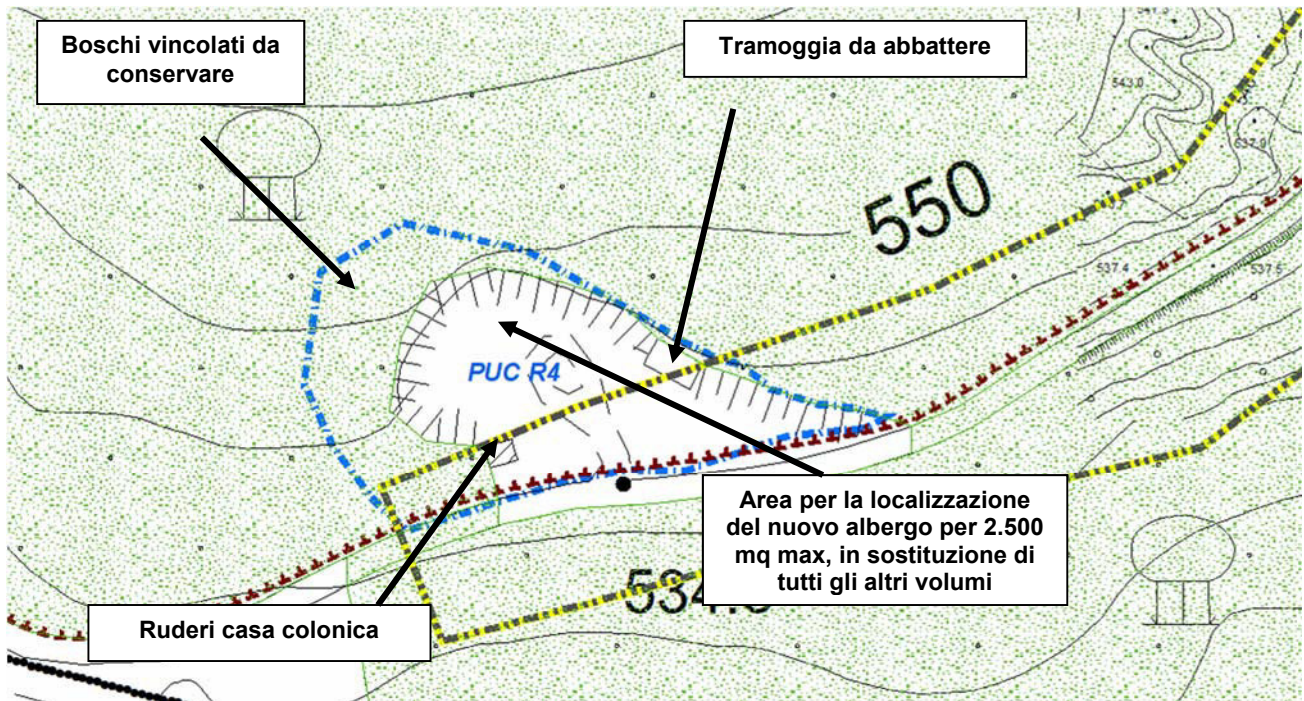 Boschi vincolati da
conservare
Tramoggia da abbattere
543.0
537.9
550
537.4
537.5
PUC R4
Area per la localizzazione
del nuovo albergo per 2.500
mq max, in sostituzione di
tutti gli altri volumi
Ruderi casa colonica